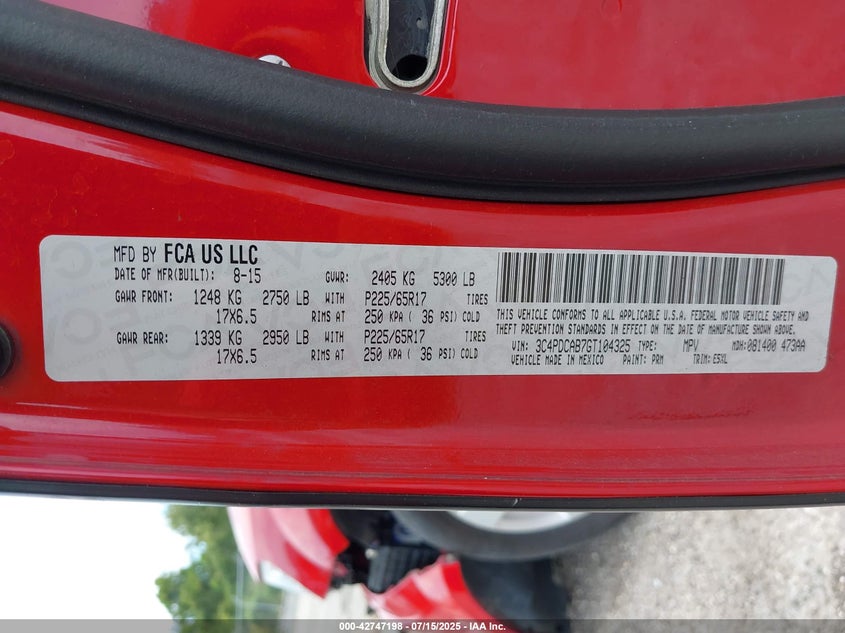 MFD BY FCA US LLC
DATE OF MFR(BUILT): 8-15 GVWR: 2405 KG 5300 LB
GAWR FRONT: 1248 KG 2750 LB WITH P225/65R17 TIRES
17X6.5 RIMS AT 250 KPA ( 36 PSI) COLD
GAWR REAR: 1339 KG 2950 LB WITH P225/65R17 TIRES
17X6.5 RIMS AT 250 KPA ( 36 PSI) COLD
THIS VEHICLE CONFORMS TO ALL APPLICABLE U.S.A. FEDERAL MOTOR VEHICLE SAFETY AND
THEFT PREVENTION STANDARDS IN EFFECT ON THE DATE OF MANUFACTURE SHOWN ABOVE.
VIN: 3C4PDCAB7GT104325 TYPE: MPV MDH: 081400 473AA
VEHICLE MADE IN MEXICO PAINT: PRM TRIM: E5XL
000-42747198 - 07/15/2025 - IAA Inc.